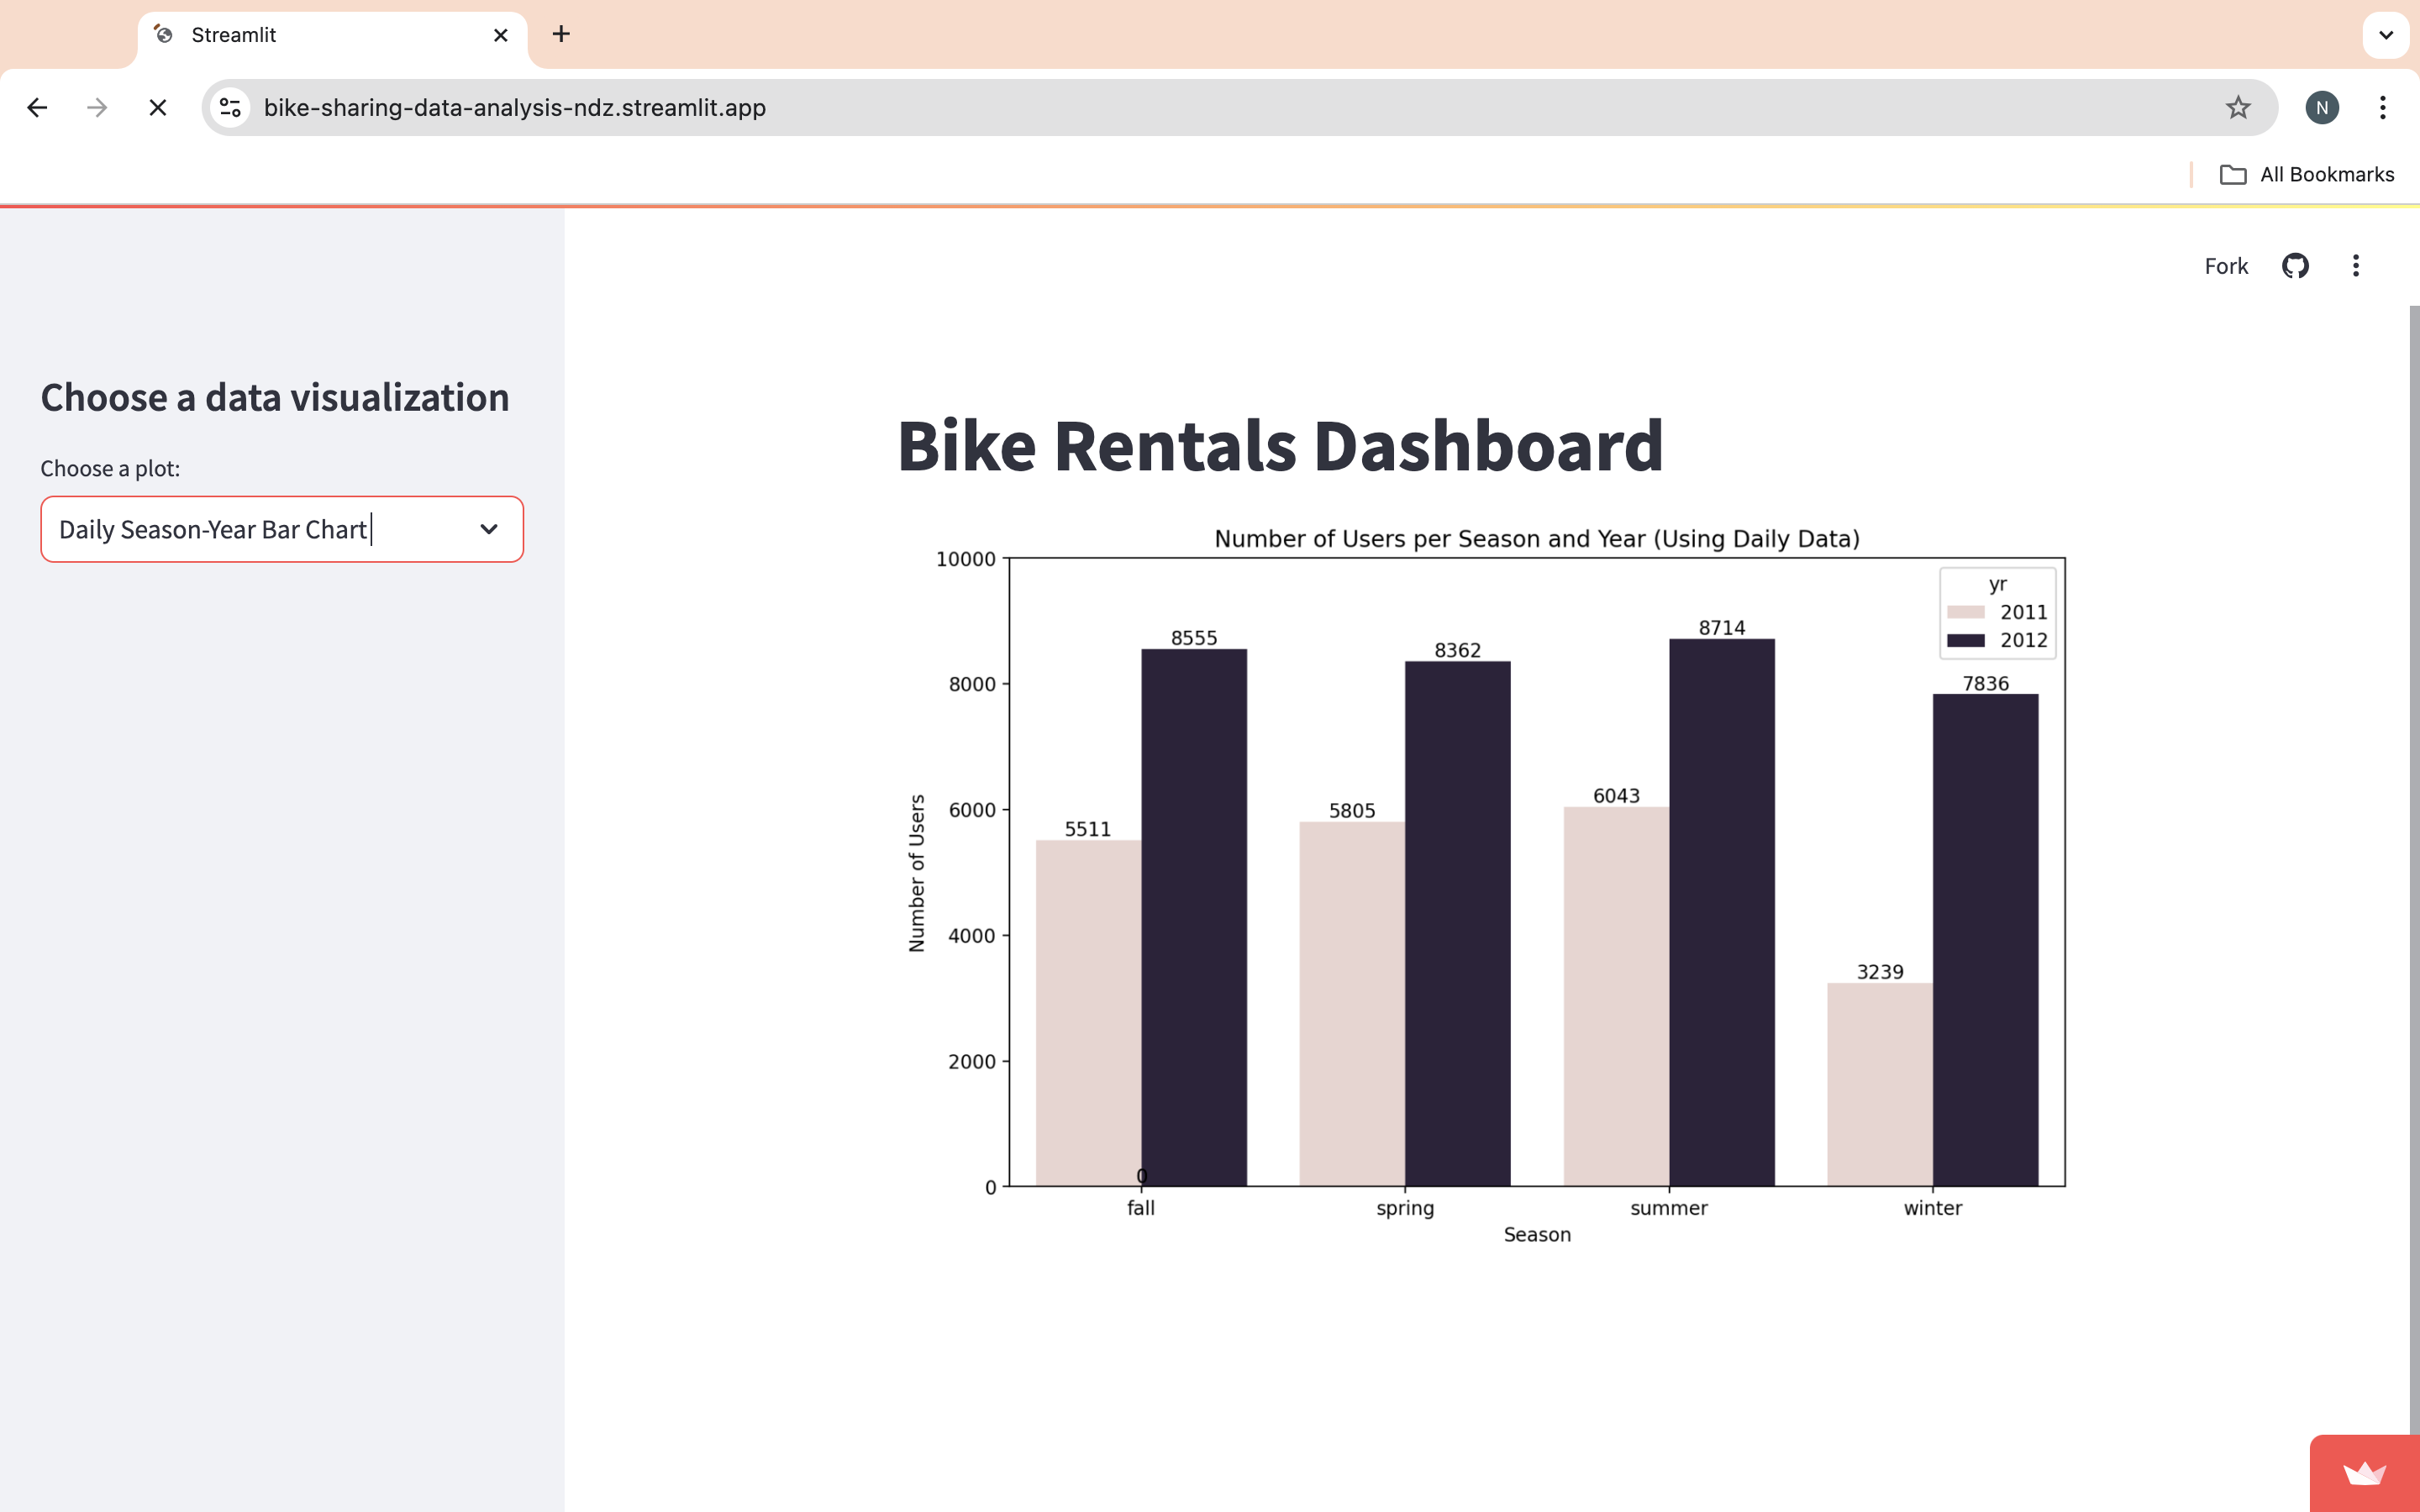 Streamlit
bike-sharing-data-analysis-ndz.streamlit.app
N
All Bookmarks
Fork
Choose a data visualization
Choose a plot:
Daily Season-Year Bar Chart
Bike Rentals Dashboard
Number of Users per Season and Year (Using Daily Data)
yr
2011
2012
Number of Users
10000
8000
6000
4000
2000
0
5511
8555
5805
8362
6043
8714
3239
7836
0
fall
spring
summer
winter
Season